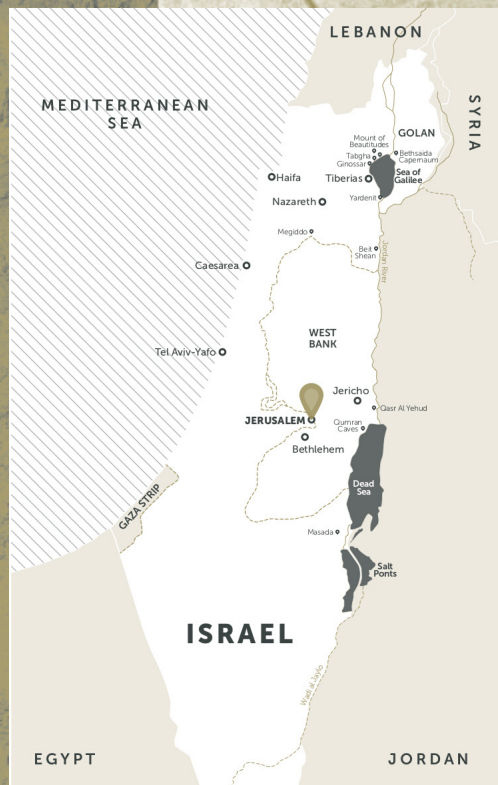 LEBANON
MEDITERRANEAN
SEA
SYRIA
GOLAN
Mount of
Beautitudes
Tabgha
Ginossar
Bethsaida
Capernaum
Sea of
Galilee
Haifa
Tiberias
Nazareth
Yardenit
Megiddo
Beit
Shean
Jordan River
Caesarea
WEST
BANK
Tel Aviv-Yafo
Jericho
Qasr Al Yehud
JERUSALEM
Qumran
Caves
Bethlehem
Dead
Sea
GAZA STRIP
Masada
Salt
Ponts
ISRAEL
Wadi al Jaylo
EGYPT
JORDAN